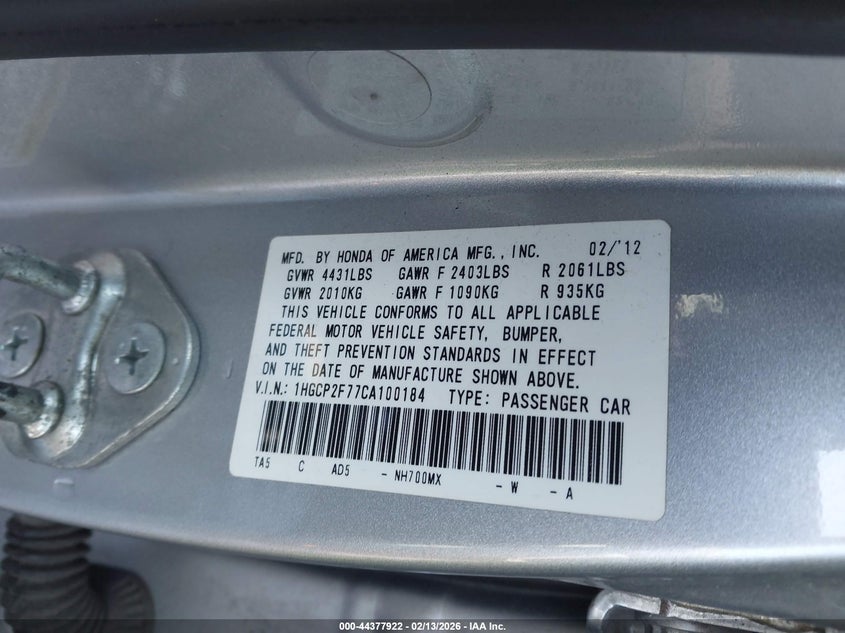 MFD. BY HONDA OF AMERICA MFG., INC. 02/'12
GVWR 4431LBS GAWR F 2403LBS R 2061LBS
GVWR 2010KG GAWR F 1090KG R 935KG
THIS VEHICLE CONFORMS TO ALL APPLICABLE
FEDERAL MOTOR VEHICLE SAFETY, BUMPER,
AND THEFT PREVENTION STANDARDS IN EFFECT
ON THE DATE OF MANUFACTURE SHOWN ABOVE.
V.I.N.: 1HGCP2F77CA100184 TYPE: PASSENGER CAR
TA5 C AD5 - NH700MX - W - A
000-44377922 - 02/13/2026 - IAA Inc.